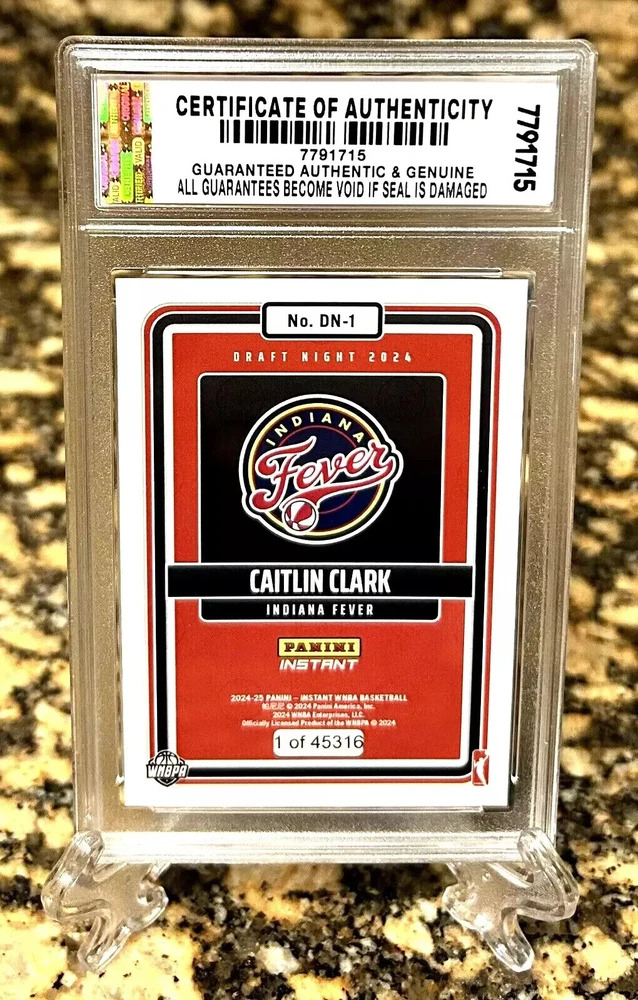 CERTIFICATE OF AUTHENTICITY
7791715
GUARANTEED AUTHENTIC & GENUINE
ALL GUARANTEES BECOME VOID IF SEAL IS DAMAGED
7791715
No. DN-1
DRAFT NIGHT 2024
INDIANA
Fever
CAITLIN CLARK
INDIANA FEVER
PANINI
INSTANT
2024-25 PANINI – INSTANT WNBA BASKETBALL
© 2024 Panini America, Inc.
2024 WNBA Enterprises, LLC.
Officially Licensed Product of the WNBPA © 2024
1 of 45316
WNBPA